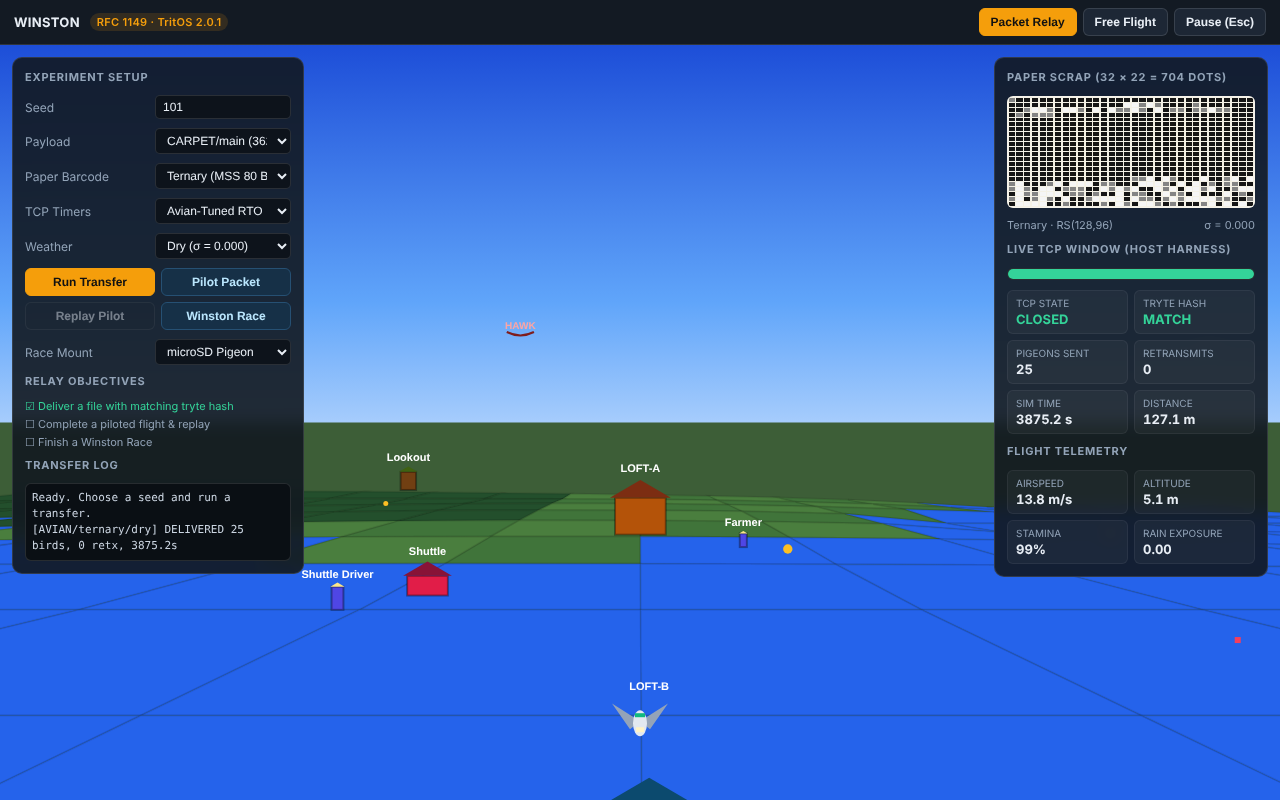 WINSTON
RFC 1149 · TritOS 2.0.1
Packet Relay
Free Flight
Pause (Esc)
EXPERIMENT SETUP
Seed
101
Payload
CARPET/main (36
Paper Barcode
Ternary (MSS 80 B
TCP Timers
Avian-Tuned RTO
Weather
Dry (σ = 0.000)
Run Transfer
Pilot Packet
Replay Pilot
Winston Race
Race Mount
microSD Pigeon
RELAY OBJECTIVES
☑ Deliver a file with matching tryte hash
☐ Complete a piloted flight & replay
☐ Finish a Winston Race
TRANSFER LOG
Ready. Choose a seed and run a
transfer.
[AVIAN/ternary/dry] DELIVERED 25
birds, 0 retx, 3875.2s
HAWK
Lookout
LOFT-A
Farmer
Shuttle
Shuttle Driver
LOFT-B
PAPER SCRAP (32 × 22 = 704 DOTS)
Ternary · RS(128,96)
σ = 0.000
LIVE TCP WINDOW (HOST HARNESS)
TCP STATE
CLOSED
TRYTE HASH
MATCH
PIGEONS SENT
25
RETRANSMITS
0
SIM TIME
3875.2 s
DISTANCE
127.1 m
FLIGHT TELEMETRY
AIRSPEED
13.8 m/s
ALTITUDE
5.1 m
STAMINA
99%
RAIN EXPOSURE
0.00